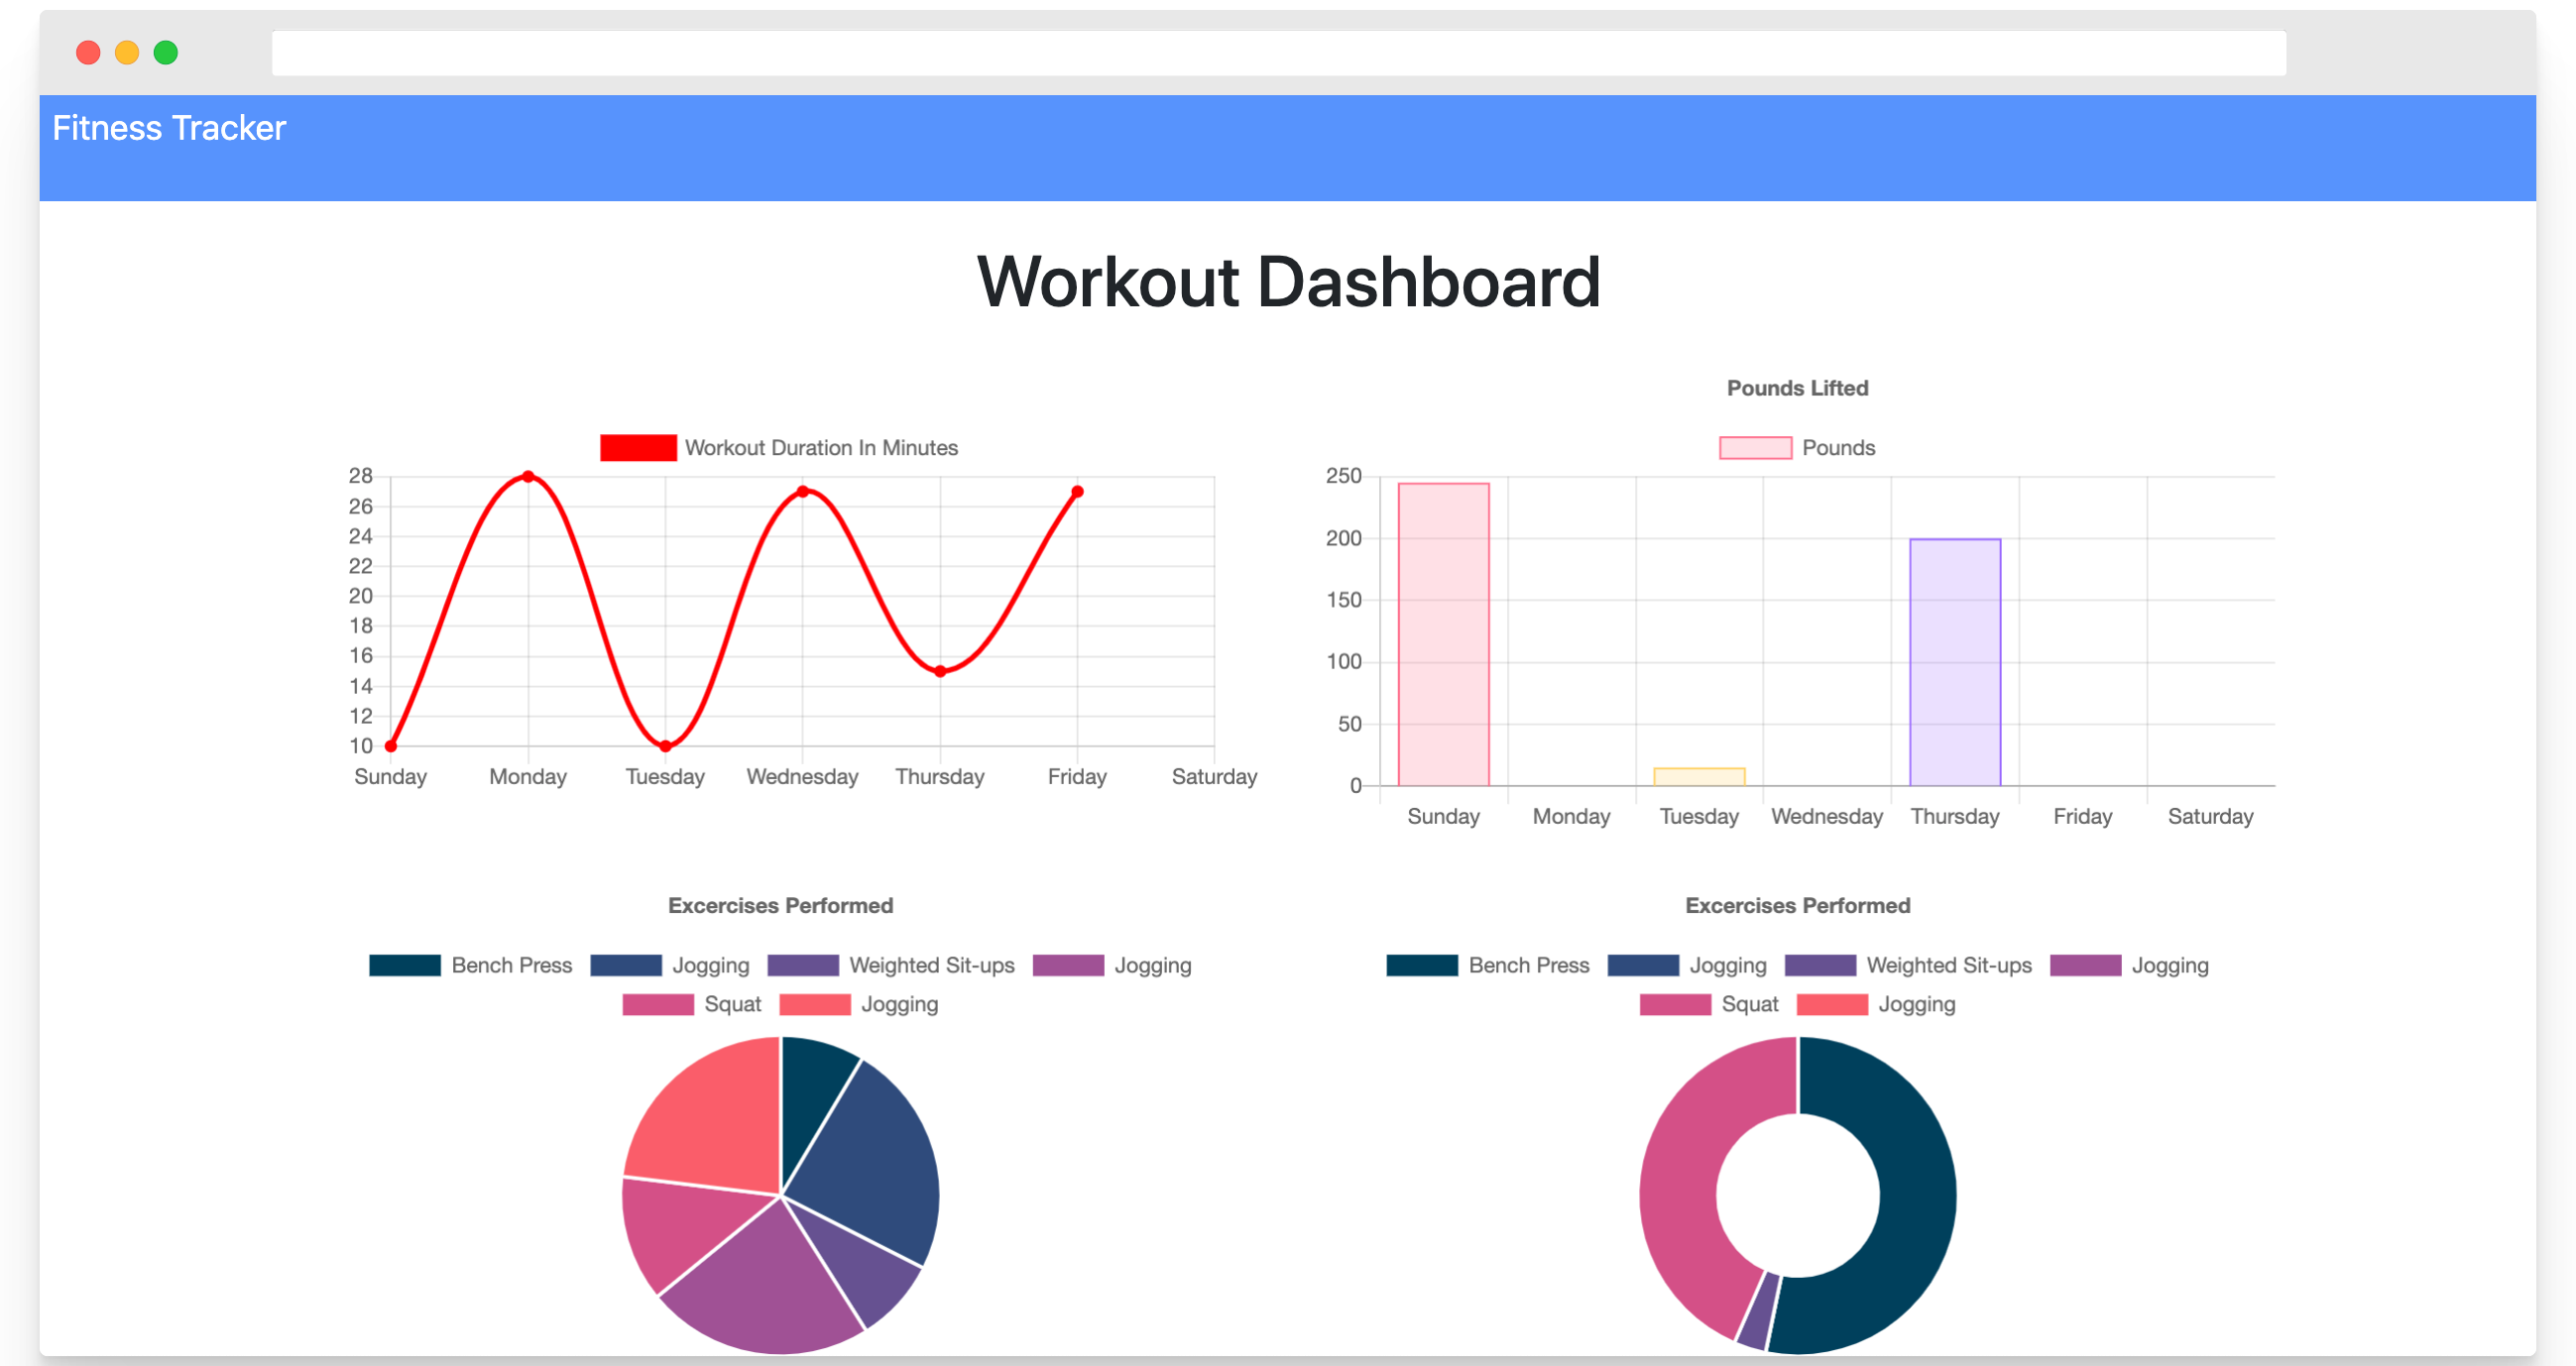 Fitness Tracker
Workout Dashboard
Workout Duration In Minutes
28
26
24
22
20
18
16
14
12
10
Sunday Monday Tuesday Wednesday Thursday Friday Saturday
Pounds Lifted
Pounds
250
200
150
100
50
0
Sunday Monday Tuesday Wednesday Thursday Friday Saturday
Excercises Performed
Bench Press Jogging Weighted Sit-ups Jogging
Squat Jogging
Excercises Performed
Bench Press Jogging Weighted Sit-ups Jogging
Squat Jogging